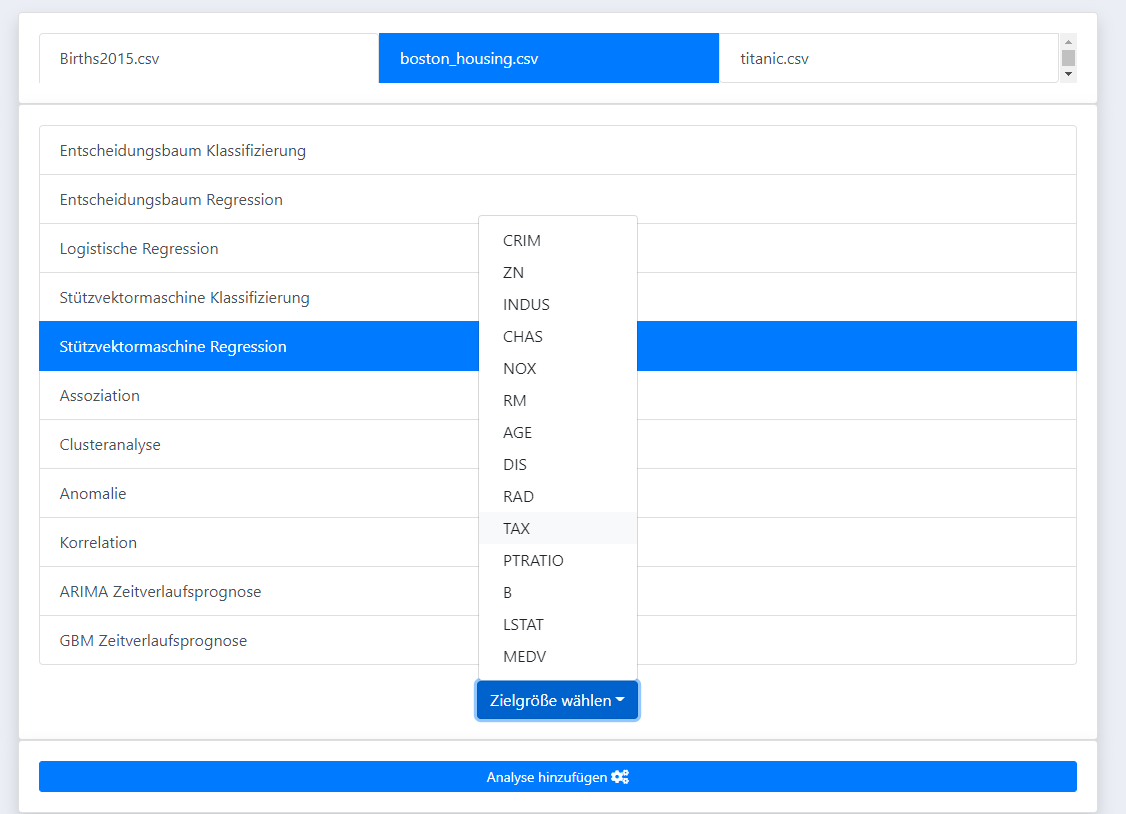 Births2015.csv
boston_housing.csv
titanic.csv
Entscheidungsbaum Klassifizierung
Entscheidungsbaum Regression
Logistische Regression
Stützvektormaschine Klassifizierung
Stützvektormaschine Regression
Assoziation
Clusteranalyse
Anomalie
Korrelation
ARIMA Zeitverlaufsprognose
GBM Zeitverlaufsprognose
CRIM
ZN
INDUS
CHAS
NOX
RM
AGE
DIS
RAD
TAX
PTRATIO
B
LSTAT
MEDV
Zielgröße wählen
Analyse hinzufügen